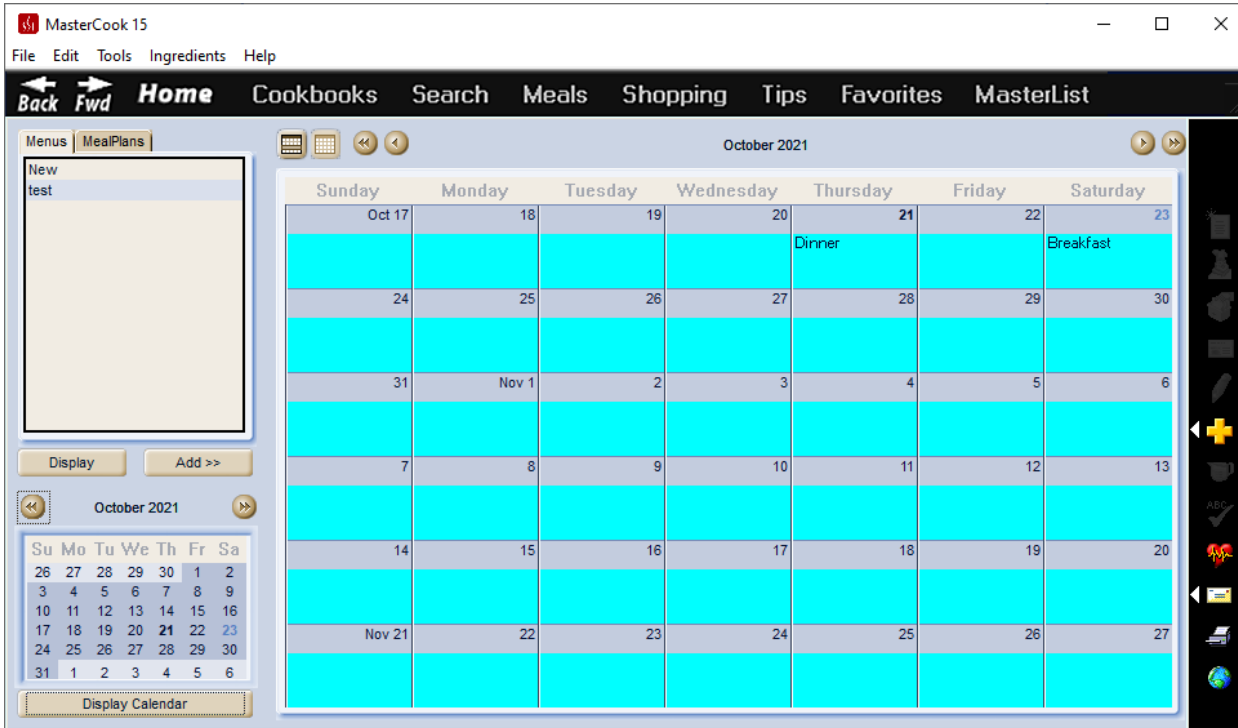 MasterCook 15
File Edit Tools Ingredients Help
Back Fwd Home Cookbooks Search Meals Shopping Tips Favorites MasterList
Menus MealPlans
New
test
Display Add >>
October 2021
Su Mo Tu We Th Fr Sa
26 27 28 29 30 1 2
3 4 5 6 7 8 9
10 11 12 13 14 15 16
17 18 19 20 21 22 23
24 25 26 27 28 29 30
31 1 2 3 4 5 6
Display Calendar
October 2021
Sunday Monday Tuesday Wednesday Thursday Friday Saturday
Oct 17 18 19 20 21 22 23
Dinner Breakfast
24 25 26 27 28 29 30
31 Nov 1 2 3 4 5 6
7 8 9 10 11 12 13
14 15 16 17 18 19 20
Nov 21 22 23 24 25 26 27
ABC